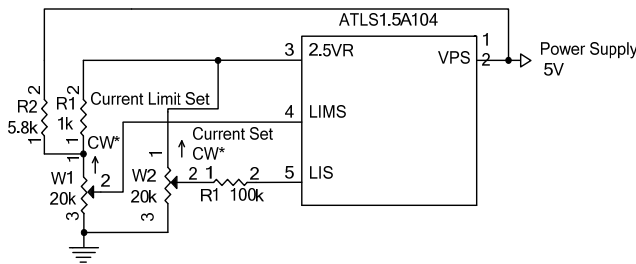 ATLS1.5A104
3 2.5VR
VPS 1
2
Power Supply
5V
R2
5.8k
2
1
R1
1k
2
1
Current Limit Set
CW*
4 LIMS
Current Set
CW*
W1
20k
1
2
3
W2
20k
1
2
3
1 2
R1 100k
5 LIS